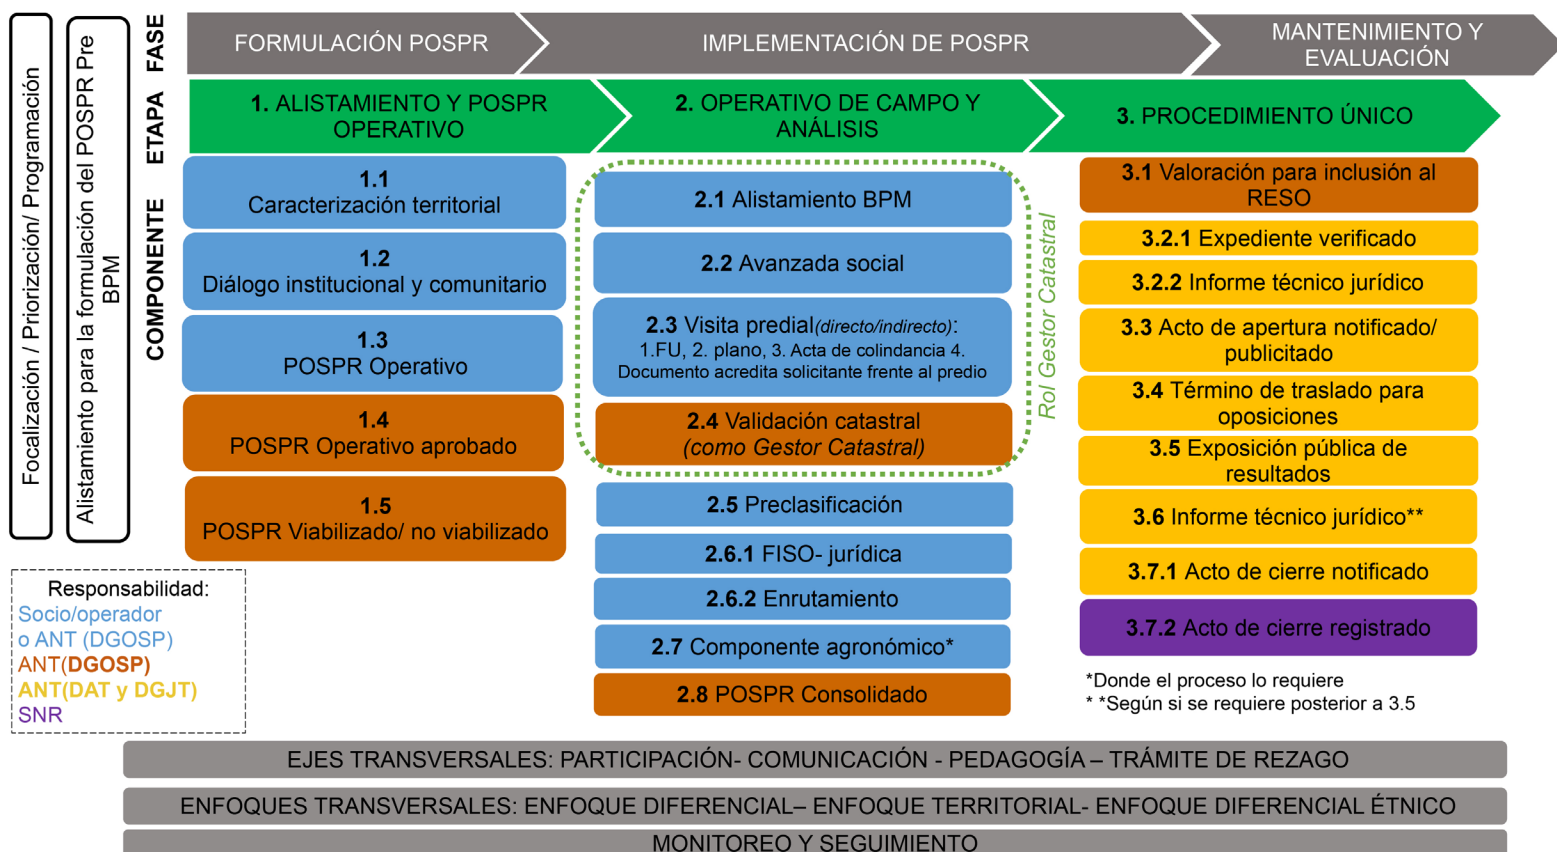 Focalización / Priorización/ Programación
Alistamiento para la formulación del POSPR Pre
BPM
FASE
ETAPA
COMPONENTE
FORMULACIÓN POSPR
IMPLEMENTACIÓN DE POSPR
MANTENIMIENTO Y
EVALUACIÓN
1. ALISTAMIENTO Y POSPR
OPERATIVO
2. OPERATIVO DE CAMPO Y
ANÁLISIS
3. PROCEDIMIENTO ÚNICO
1.1
Caracterización territorial
1.2
Diálogo institucional y comunitario
1.3
POSPR Operativo
1.4
POSPR Operativo aprobado
1.5
POSPR Viabilizado/ no viabilizado
2.1 Alistamiento BPM
2.2 Avanzada social
2.3 Visita predial(directo/indirecto):
1.FU, 2. plano, 3. Acta de colindancia 4.
Documento acredita solicitante frente al predio
2.4 Validación catastral
(como Gestor Catastral)
Rol Gestor Catastral
2.5 Preclasificación
2.6.1 FISO- jurídica
2.6.2 Enrutamiento
2.7 Componente agronómico*
2.8 POSPR Consolidado
3.1 Valoración para inclusión al
RESO
3.2.1 Expediente verificado
3.2.2 Informe técnico jurídico
3.3 Acto de apertura notificado/
publicitado
3.4 Término de traslado para
oposiciones
3.5 Exposición pública de
resultados
3.6 Informe técnico jurídico**
3.7.1 Acto de cierre notificado
3.7.2 Acto de cierre registrado
*Donde el proceso lo requiere
* *Según si se requiere posterior a 3.5
Responsabilidad:
Socio/operador
o ANT (DGOSP)
ANT(DGOSP)
ANT(DAT y DGJT)
SNR
EJES TRANSVERSALES: PARTICIPACIÓN- COMUNICACIÓN - PEDAGOGÍA – TRÁMITE DE REZAGO
ENFOQUES TRANSVERSALES: ENFOQUE DIFERENCIAL– ENFOQUE TERRITORIAL- ENFOQUE DIFERENCIAL ÉTNICO
MONITOREO Y SEGUIMIENTO